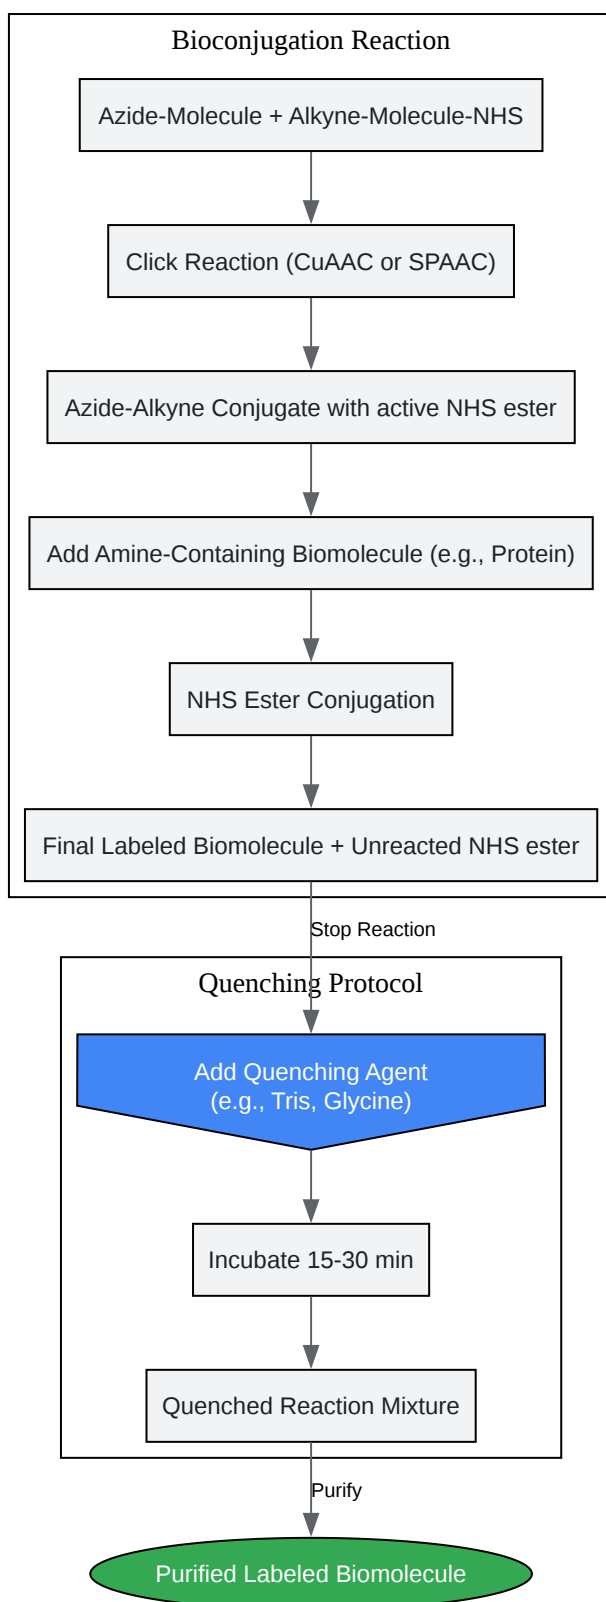 Bioconjugation Reaction
Azide-Molecule + Alkyne-Molecule-NHS
Click Reaction (CuAAC or SPAAC)
Azide-Alkyne Conjugate with active NHS ester
Add Amine-Containing Biomolecule (e.g., Protein)
NHS Ester Conjugation
Final Labeled Biomolecule + Unreacted NHS ester
Stop Reaction
Quenching Protocol
Add Quenching Agent
(e.g., Tris, Glycine)
Incubate 15-30 min
Quenched Reaction Mixture
Purify
Purified Labeled Biomolecule